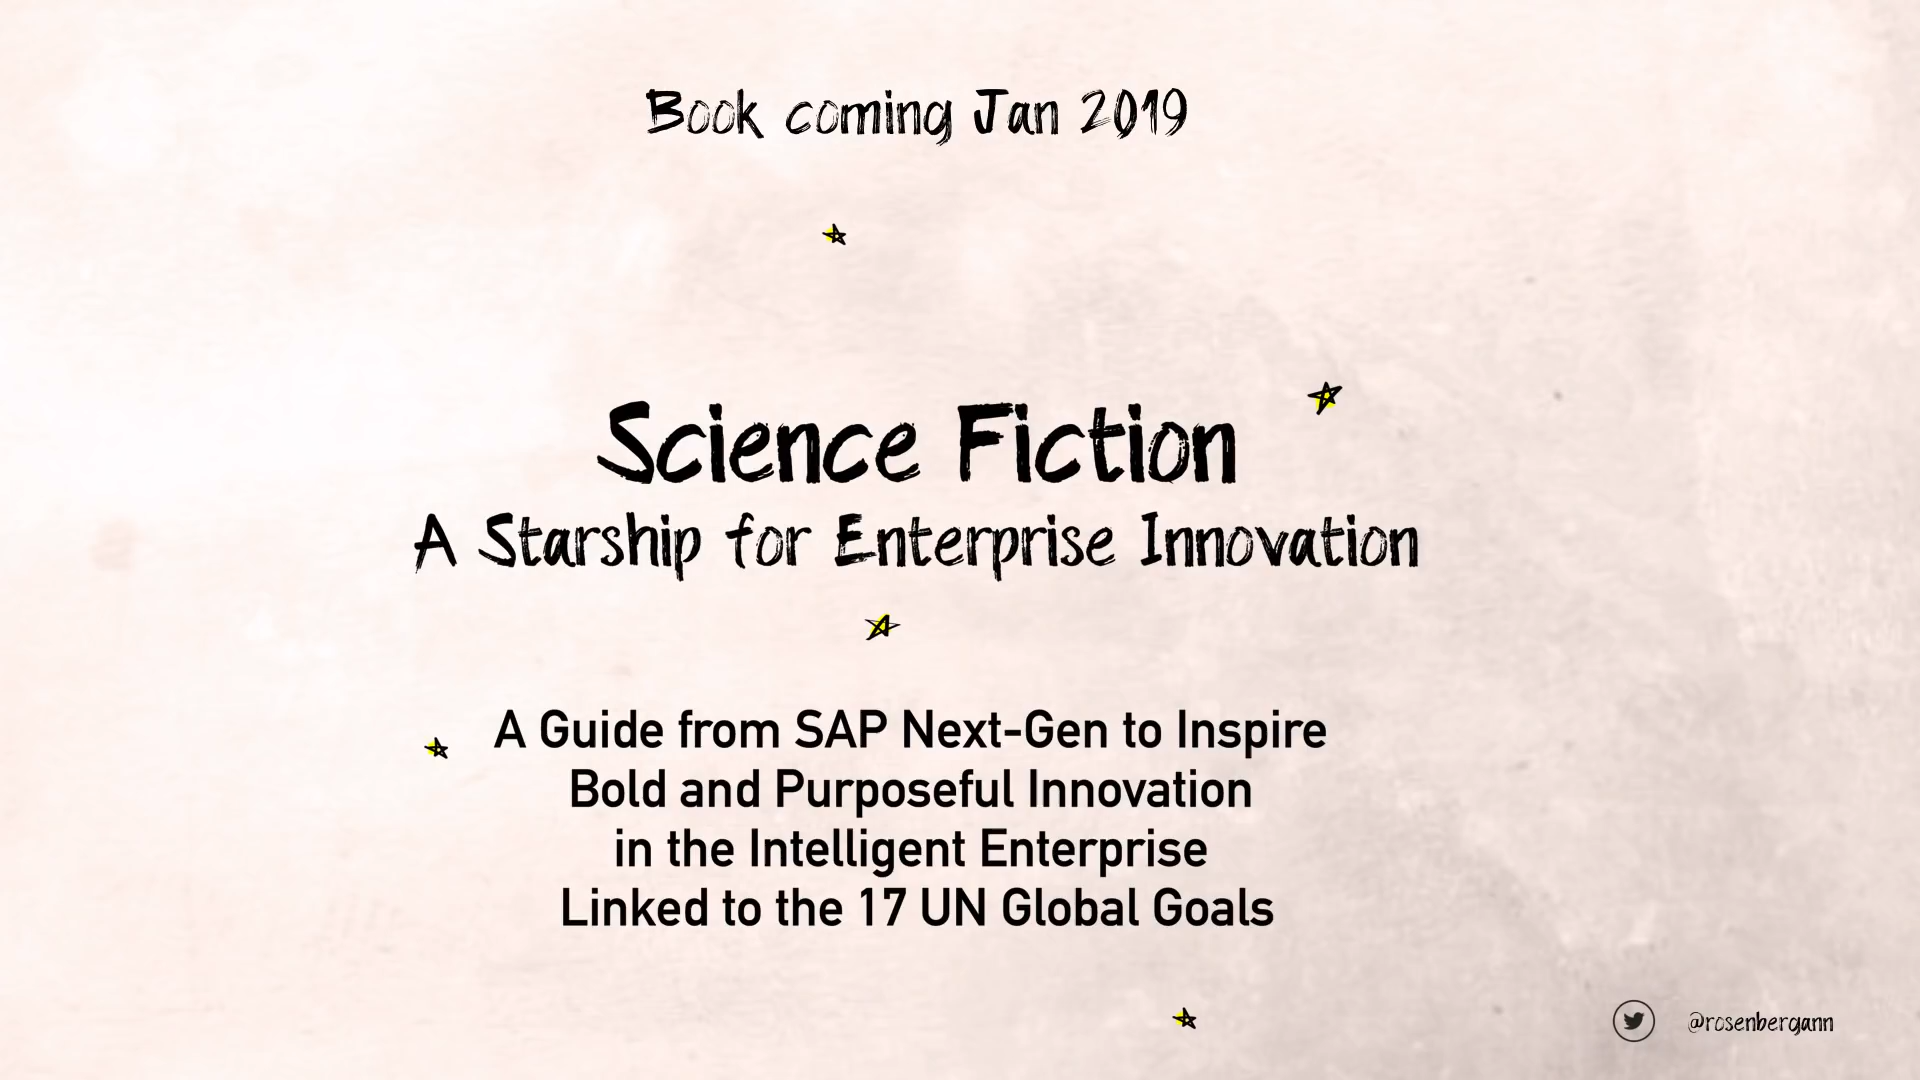 Book coming Jan 2019
Science Fiction
A Starship for Enterprise Innovation
A Guide from SAP Next-Gen to Inspire
Bold and Purposeful Innovation
in the Intelligent Enterprise
Linked to the 17 UN Global Goals
@rosenbergann